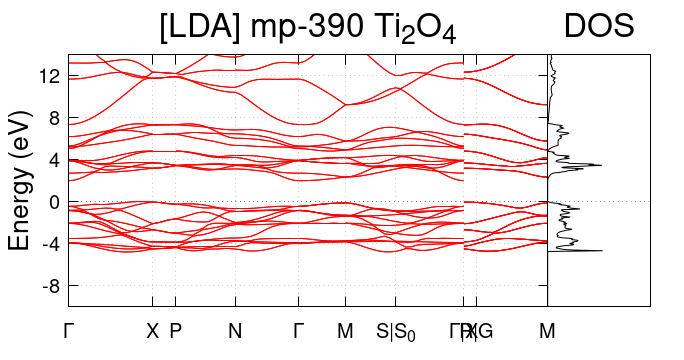 [LDA] mp-390 Ti₂O₄ DOS
Energy (eV)
12
8
4
0
-4
-8
Γ X P N Γ M S|S₀ Γ|X P|G M